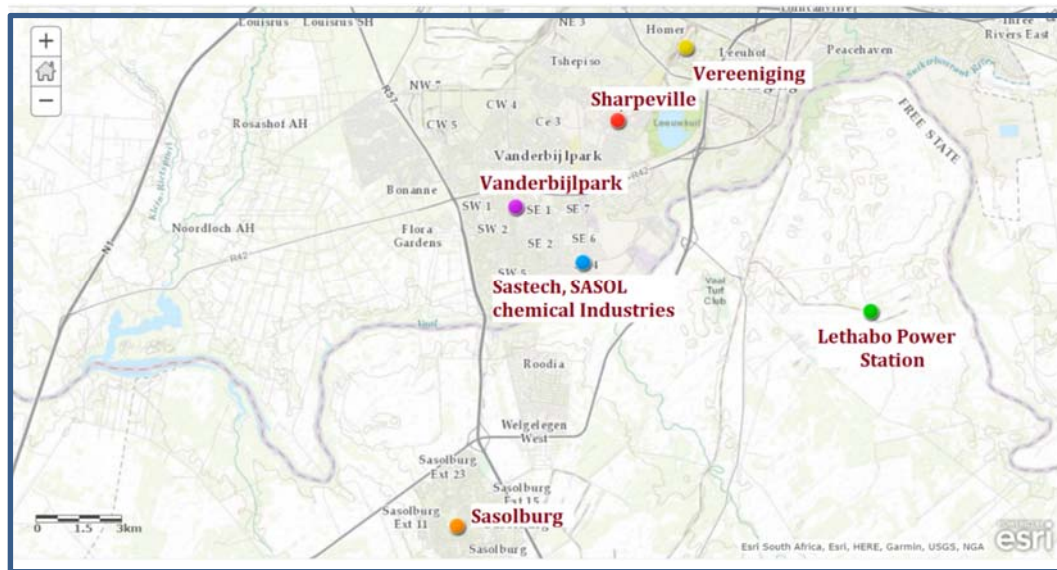 Louisrus
Louisrus SH
NE 3
Homer
Three
Rivers East
+
−
Tshepiso
Leeuhof
Peacehaven
Vereeniging
R57
NW 7
CW 4
Sharpeville
Rosashof AH
CW 5
Ce 3
Leeuwkuil
FREE STATE
Vanderbijlpark
R42
Klein-Rietspruit
Bonanne
Vanderbijlpark
SW 1
SE 1
SE 7
Noordloch AH
Flora
Gardens
SW 2
SE 2
SE 6
N1
R42
SW 5
Vaal
Turf
Club
Sastech, SASOL
chemical Industries
Vaal
Lethabo Power
Station
Roodia
Welgelegen
West
Sasolburg
Ext 23
Sasolburg
Ext 15
Sasolburg
Ext 11
Sasolburg
0 1.5 3km
Sasolburg
Esri South Africa, Esri, HERE, Garmin, USGS, NGA
esri